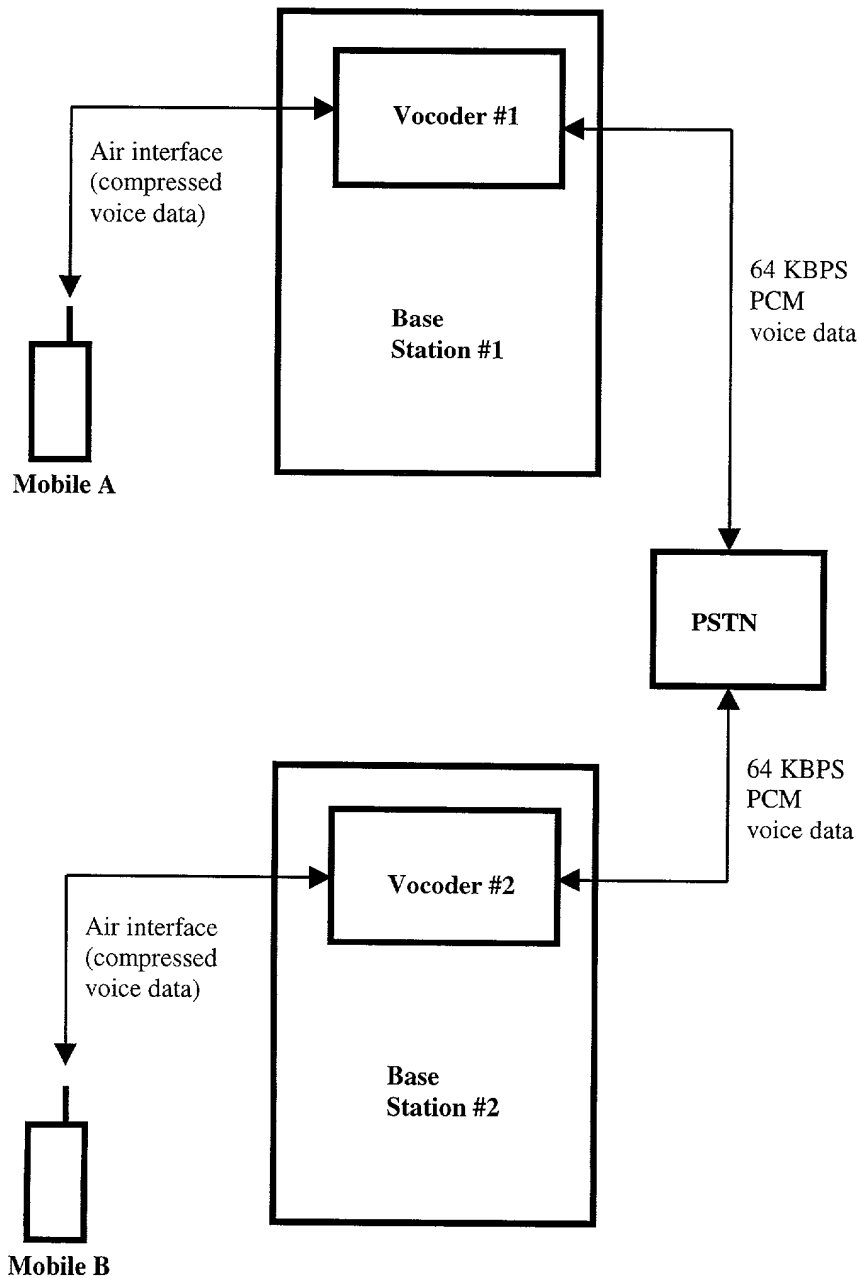 Vocoder #1
Air interface
(compressed
voice data)
64 KBPS
PCM
voice data
Base
Station #1
Mobile A
PSTN
64 KBPS
PCM
voice data
Vocoder #2
Air interface
(compressed
voice data)
Base
Station #2
Mobile B